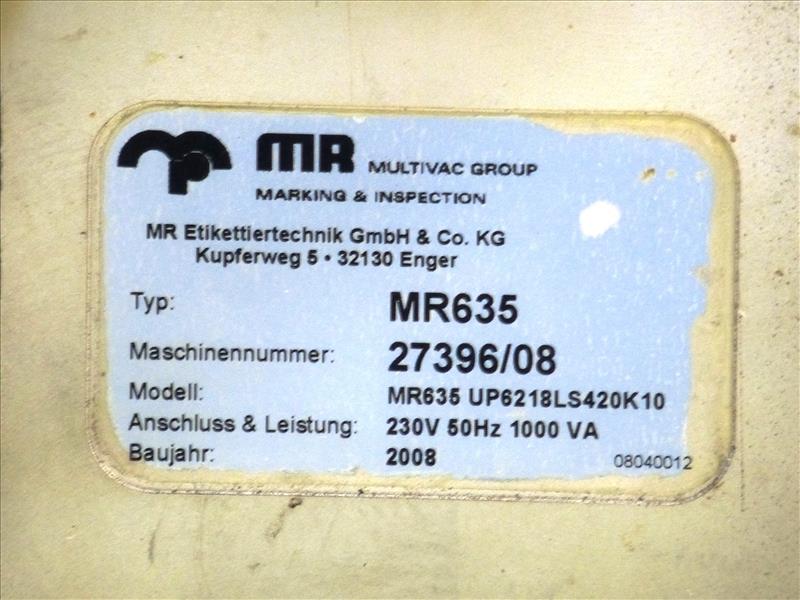 MR MULTIVAC GROUP
MARKING & INSPECTION
MR Etikettiertechnik GmbH & Co. KG
Kupferweg 5 • 32130 Enger
Typ: MR635
Maschinennummer: 27396/08
Modell: MR635 UP6218LS420K10
Anschluss & Leistung: 230V 50Hz 1000 VA
Baujahr: 2008
08040012